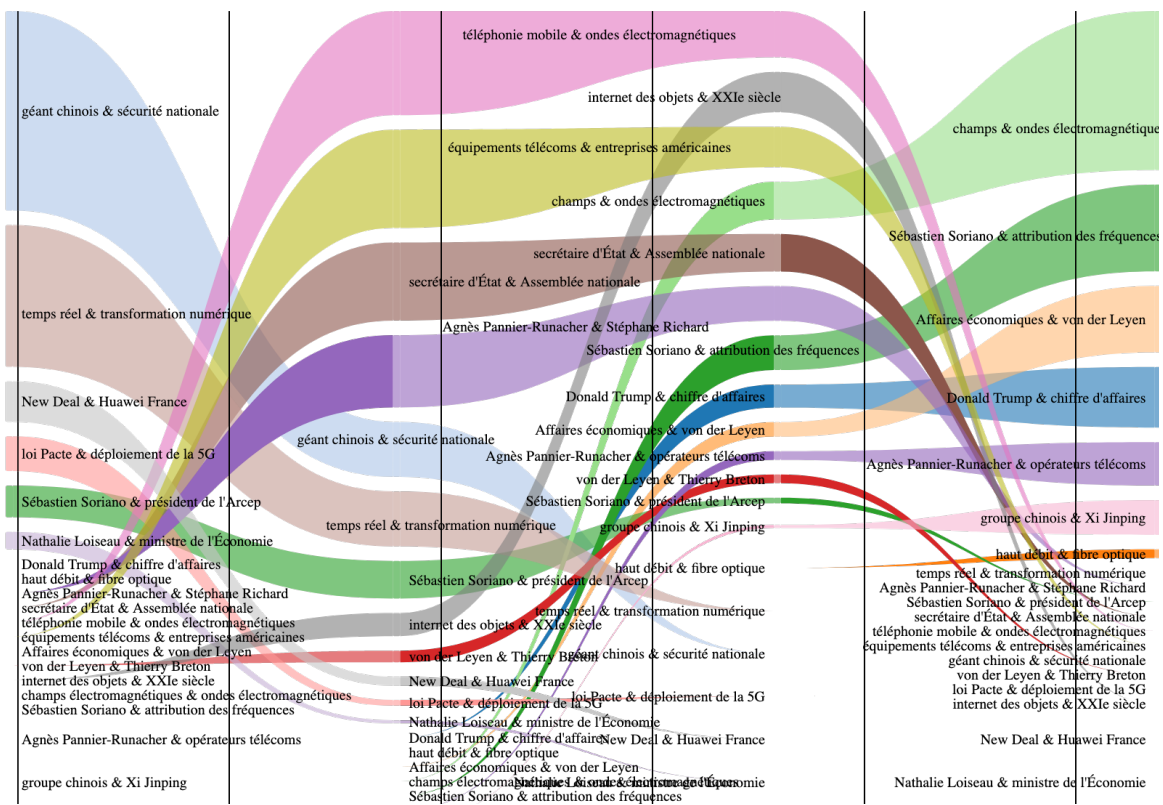 géant chinois & sécurité nationale
temps réel & transformation numérique
New Deal & Huawei France
loi Pacte & déploiement de la 5G
Sébastien Soriano & président de l'Arcep
Nathalie Loiseau & ministre de l'Économie
Donald Trump & chiffre d'affaires
haut débit & fibre optique
Agnès Pannier-Runacher & Stéphane Richard
secrétaire d'État & Assemblée nationale
téléphonie mobile & ondes électromagnétiques
équipements télécoms & entreprises américaines
Affaires économiques & von der Leyen
von der Leyen & Thierry Breton
internet des objets & XXIe siècle
champs électromagnétiques & ondes électromagnétiques
Sébastien Soriano & attribution des fréquences
Agnès Pannier-Runacher & opérateurs télécoms
groupe chinois & Xi Jinping
téléphonie mobile & ondes électromagnétiques
équipements télécoms & entreprises américaines
secrétaire d'État & Assemblée nationale
Agnès Pannier-Runacher & Stéphane Richard
géant chinois & sécurité nationale
temps réel & transformation numérique
Sébastien Soriano & président de l'Arcep
internet des objets & XXIe siècle
von der Leyen & Thierry Breton
New Deal & Huawei France
loi Pacte & déploiement de la 5G
Nathalie Loiseau & ministre de l'Économie
Donald Trump & chiffre d'affaires
haut débit & fibre optique
Affaires économiques & von der Leyen
champs
Sébastien Soriano & attribution des fréquences
internet des objets & XXIe siècle
champs & ondes électromagnétiques
secrétaire d'État & Assemblée nationale
Sébastien Soriano & attribution des fréquences
Donald Trump & chiffre d'affaires
Affaires économiques & von der Leyen
Agnès Pannier-Runacher & opérateurs télécoms
von der Leyen & Thierry Breton
Sébastien Soriano & président de l'Arcep
groupe chinois & Xi Jinping
haut débit & fibre optique
temps réel & transformation numérique
géant chinois & sécurité nationale
loi Pacte & déploiement de la 5G
New Deal & Huawei France
l'Économie
champs & ondes électromagnétique
Sébastien Soriano & attribution des fréquences
Affaires économiques & von der Leyen
Donald Trump & chiffre d'affaires
Agnès Pannier-Runacher & opérateurs télécoms
groupe chinois & Xi Jinping
haut débit & fibre optique
temps réel & transformation numérique
Agnès Pannier-Runacher & Stéphane Richard
Sébastien Soriano & président de l'Arcep
secrétaire d'État & Assemblée nationale
téléphonie mobile & ondes électromagnétiques
équipements télécoms & entreprises américaines
géant chinois & sécurité nationale
von der Leyen & Thierry Breton
loi Pacte & déploiement de la 5G
internet des objets & XXIe siècle
New Deal & Huawei France
Nathalie Loiseau & ministre de l'Économie